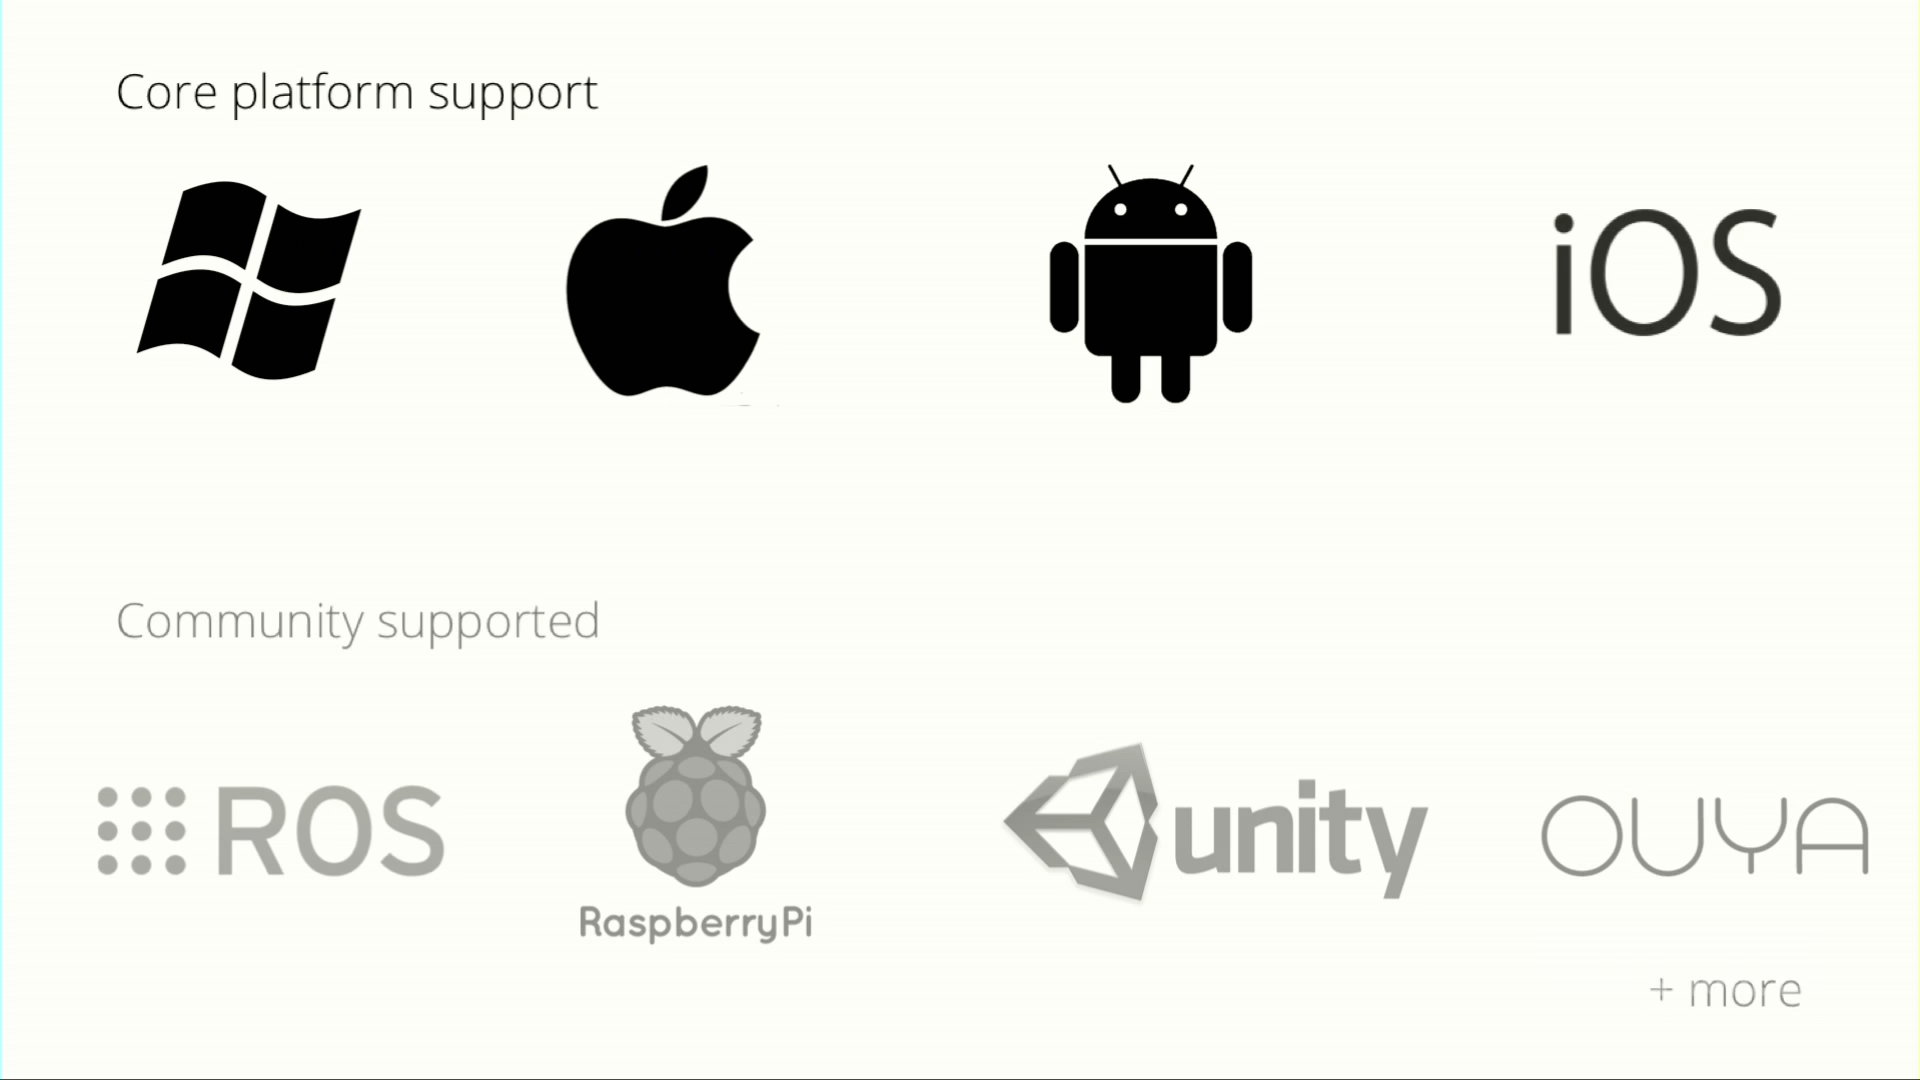 Core platform support
iOS
Community supported
ROS
RaspberryPi
unity
OUYA
+ more